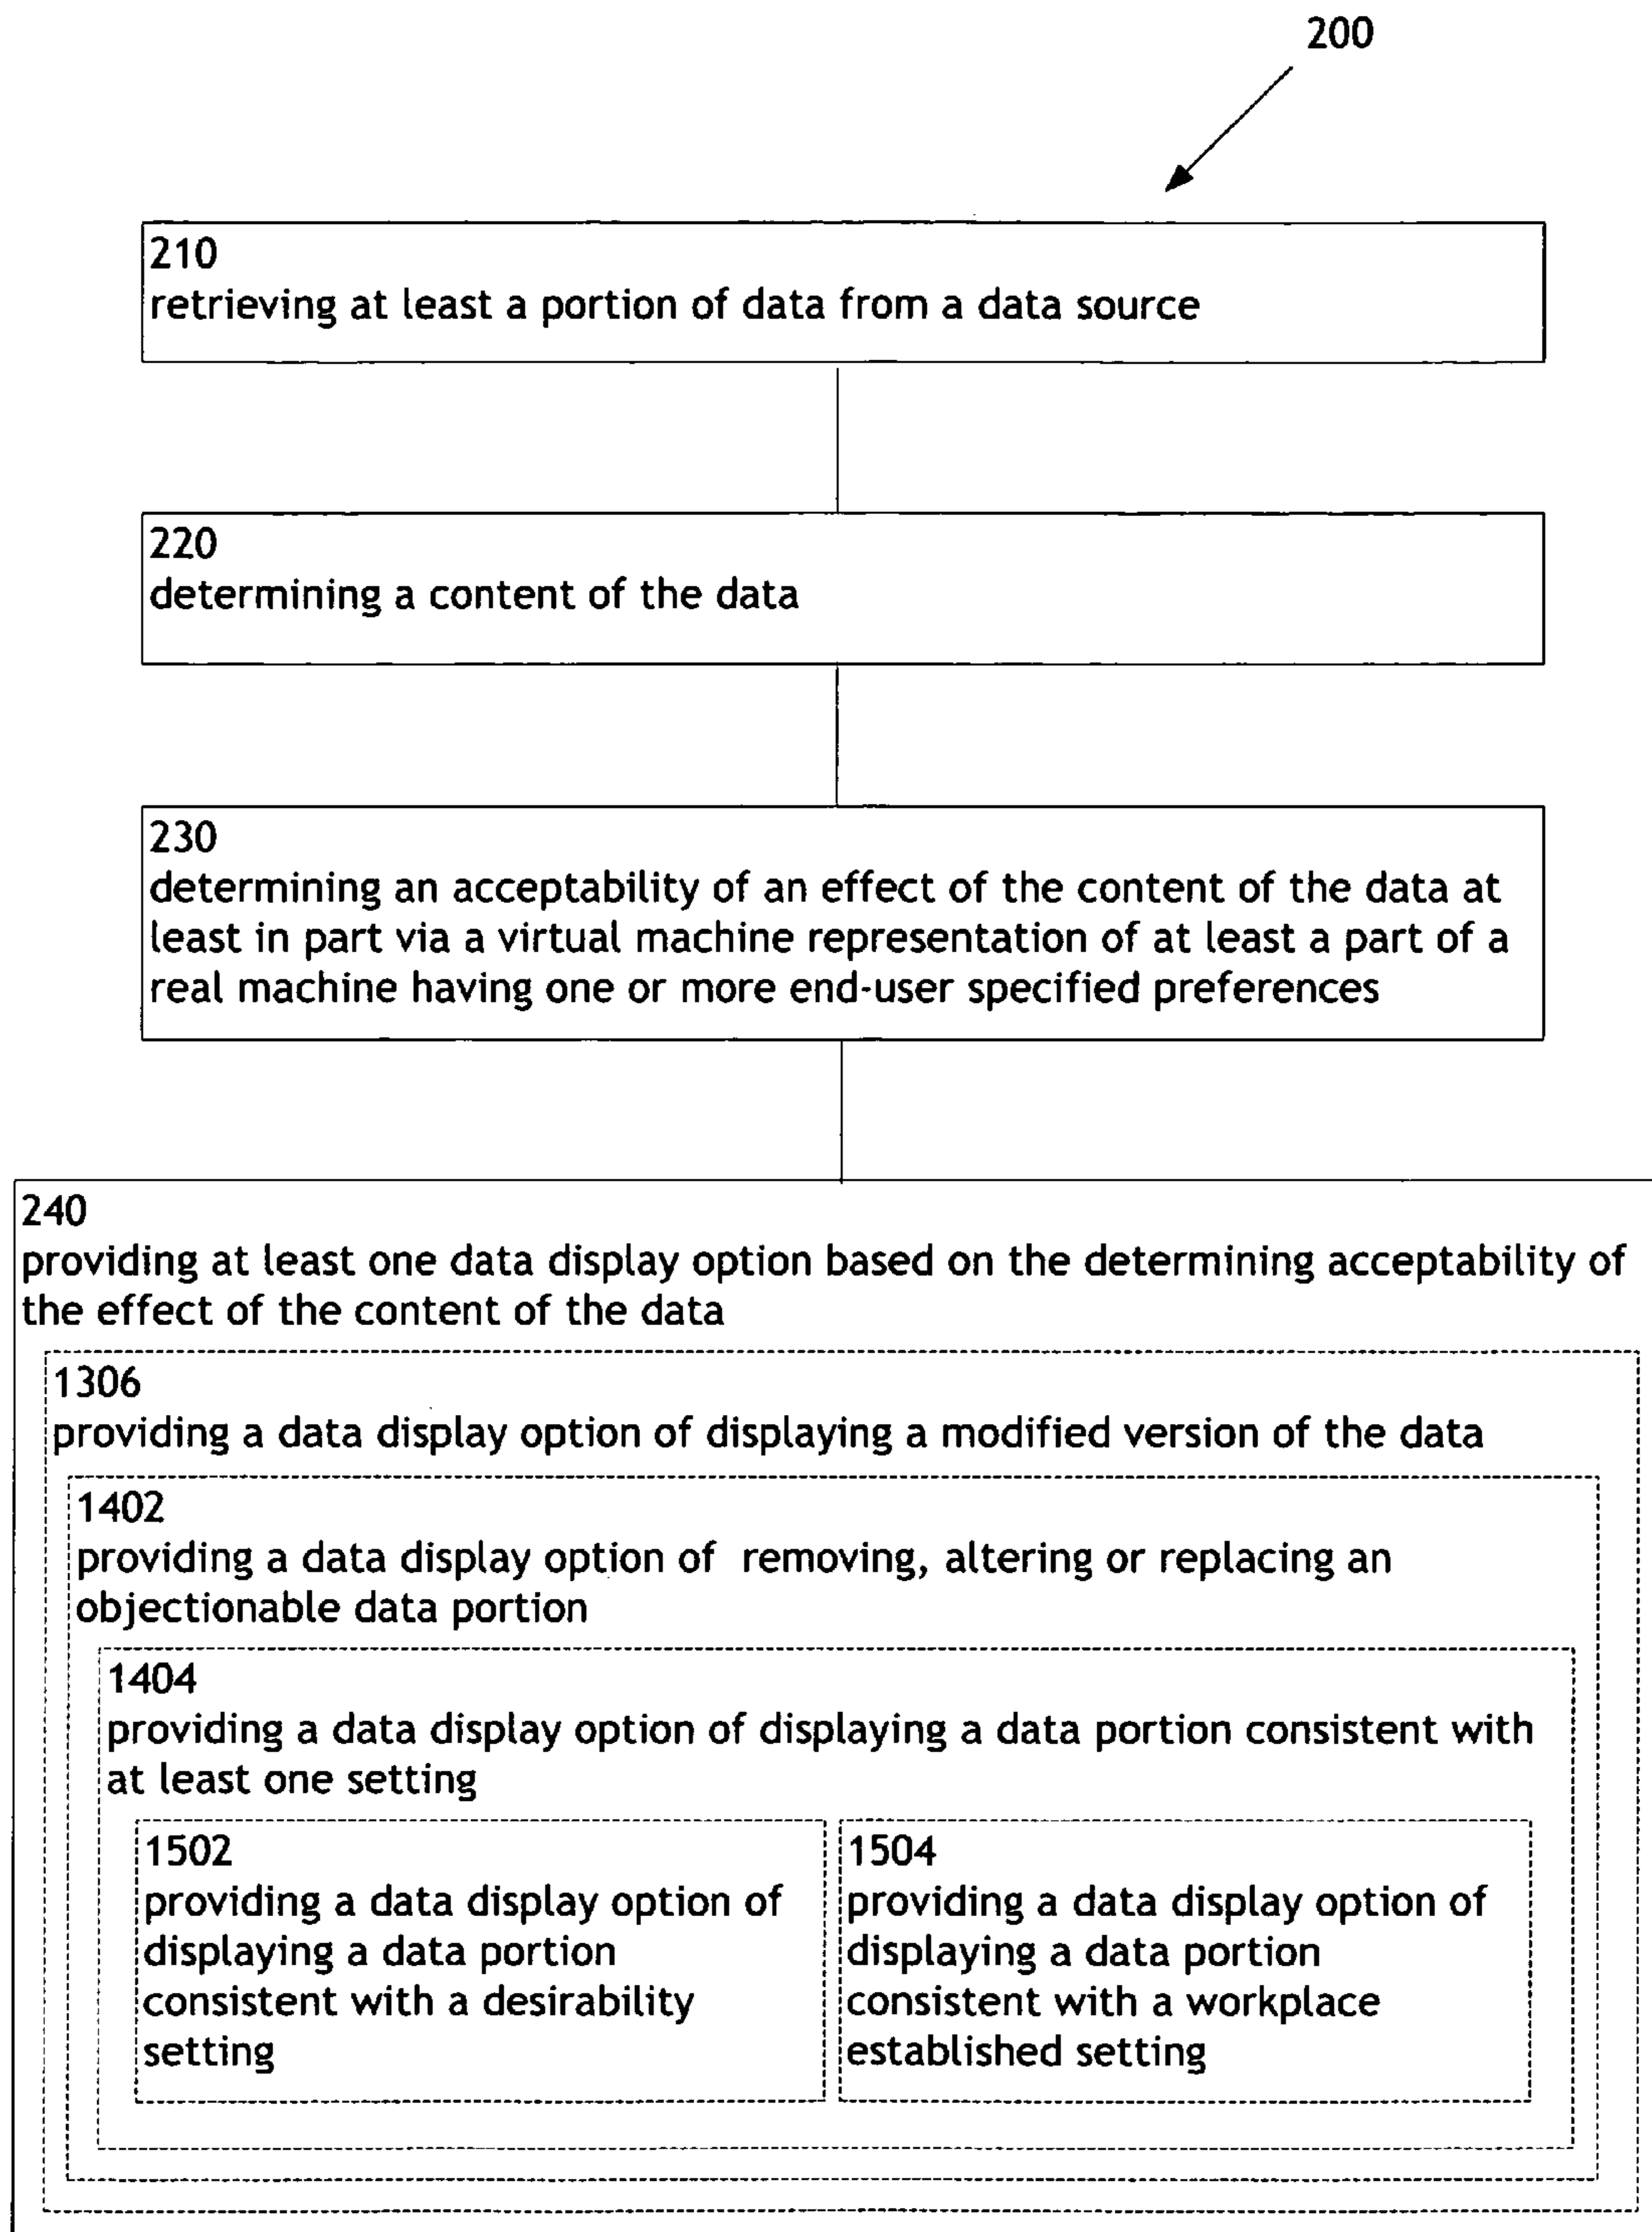 200
210
retrieving at least a portion of data from a data source
220
determining a content of the data
230
determining an acceptability of an effect of the content of the data at
least in part via a virtual machine representation of at least a part of a
real machine having one or more end-user specified preferences
240
providing at least one data display option based on the determining acceptability of
the effect of the content of the data
1306
providing a data display option of displaying a modified version of the data
1402
providing a data display option of removing, altering or replacing an
objectionable data portion
1404
providing a data display option of displaying a data portion consistent with
at least one setting
1502
providing a data display option of
displaying a data portion
consistent with a desirability
setting
1504
providing a data display option of
displaying a data portion
consistent with a workplace
established setting